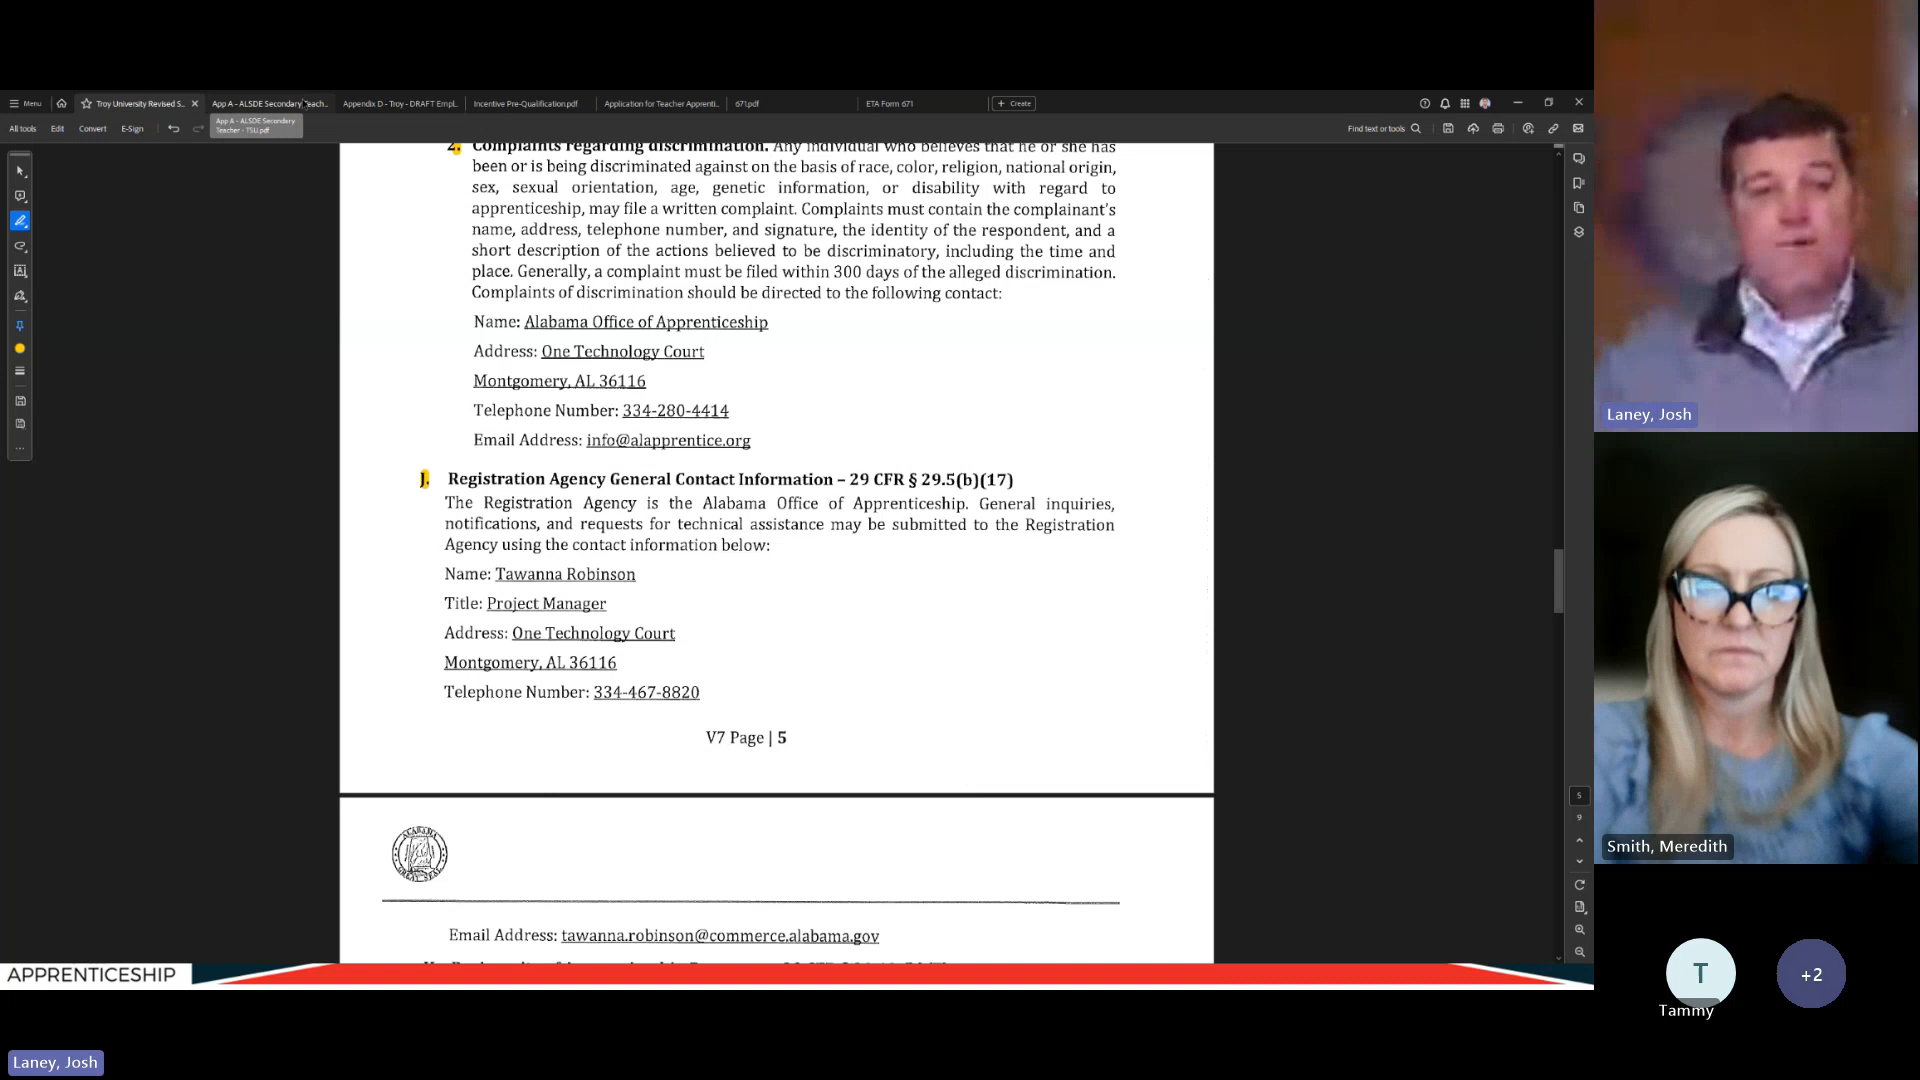 Menu
Troy University Revised S...
App A - ALSDE Secondary Teach...
Appendix D - Troy - DRAFT Empl...
Incentive Pre-Qualification.pdf
Application for Teacher Apprenti...
671.pdf
ETA Form 671
+ Create
All tools
Edit
Convert
E-Sign
App A - ALSDE Secondary
Teacher - TSU.pdf
Find text or tools
2. Complaints regarding discrimination. Any individual who believes that he or she has
been or is being discriminated against on the basis of race, color, religion, national origin,
sex, sexual orientation, age, genetic information, or disability with regard to
apprenticeship, may file a written complaint. Complaints must contain the complainant's
name, address, telephone number, and signature, the identity of the respondent, and a
short description of the actions believed to be discriminatory, including the time and
place. Generally, a complaint must be filed within 300 days of the alleged discrimination.
Complaints of discrimination should be directed to the following contact:
Name: Alabama Office of Apprenticeship
Address: One Technology Court
Montgomery, AL 36116
Telephone Number: 334-280-4414
Email Address: info@alapprentice.org
J. Registration Agency General Contact Information – 29 CFR § 29.5(b)(17)
The Registration Agency is the Alabama Office of Apprenticeship. General inquiries,
notifications, and requests for technical assistance may be submitted to the Registration
Agency using the contact information below:
Name: Tawanna Robinson
Title: Project Manager
Address: One Technology Court
Montgomery, AL 36116
Telephone Number: 334-467-8820
V7 Page | 5
5
9
ALABAMA
GREAT SEAL
Email Address: tawanna.robinson@commerce.alabama.gov
APPRENTICESHIP
Laney, Josh
Smith, Meredith
T
Tammy
+2
Laney, Josh